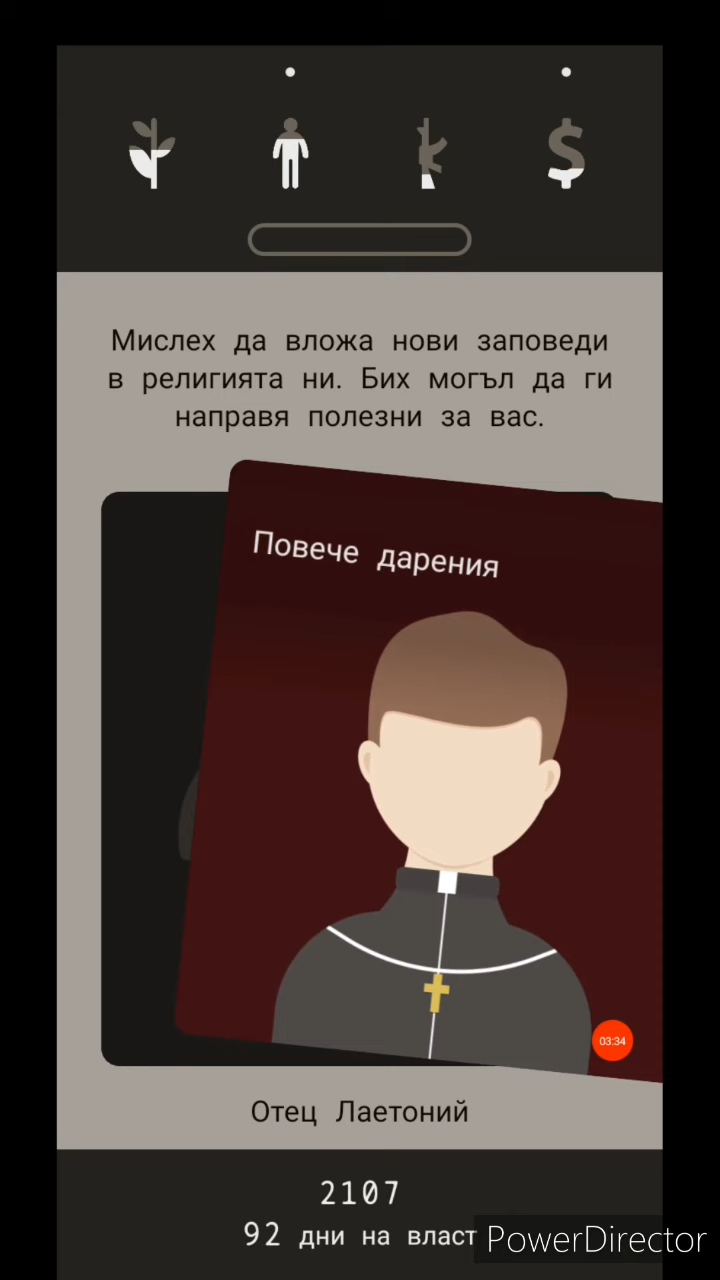 Мислех да вложа нови заповеди
в религията ни. Бих могъл да ги
направя полезни за вас.
Повече дарения
03:34
Отец Лаетоний
2107
92 дни на власт
PowerDirector